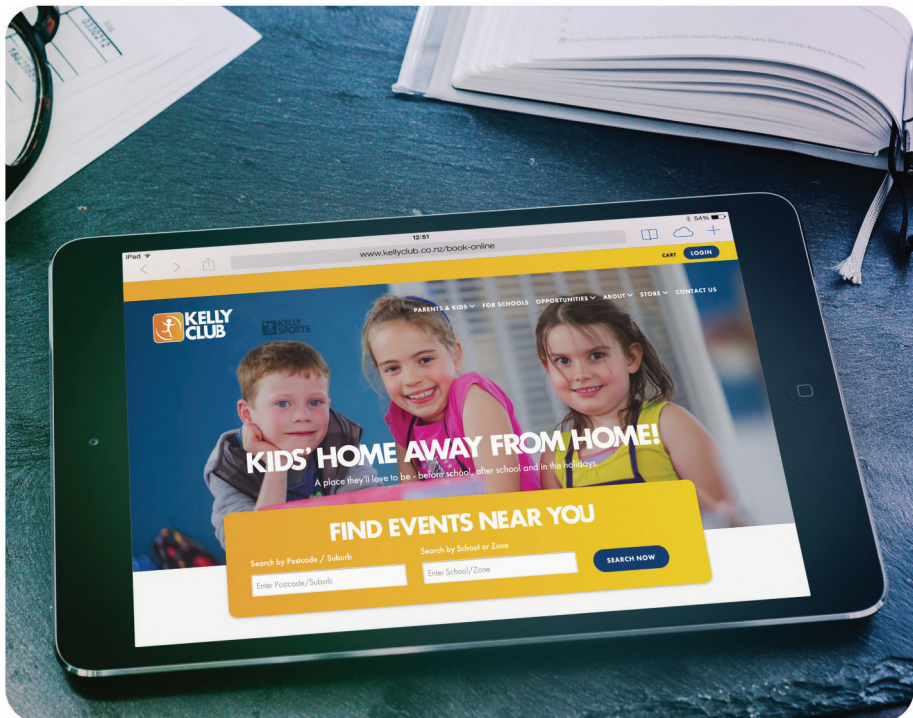 iPad
12:51
54%
www.kellyclub.co.nz/book-online
CART LOGIN
KELLY
CLUB
KELLY
SPORTS
PARENTS & KIDS FOR SCHOOLS OPPORTUNITIES ABOUT STORE CONTACT US
KIDS' HOME AWAY FROM HOME!
A place they'll love to be - before school, after school and in the holidays.
FIND EVENTS NEAR YOU
Search by Postcode / Suburb
Search by School or Zone
Enter Postcode/Suburb
Enter School/Zone
SEARCH NOW